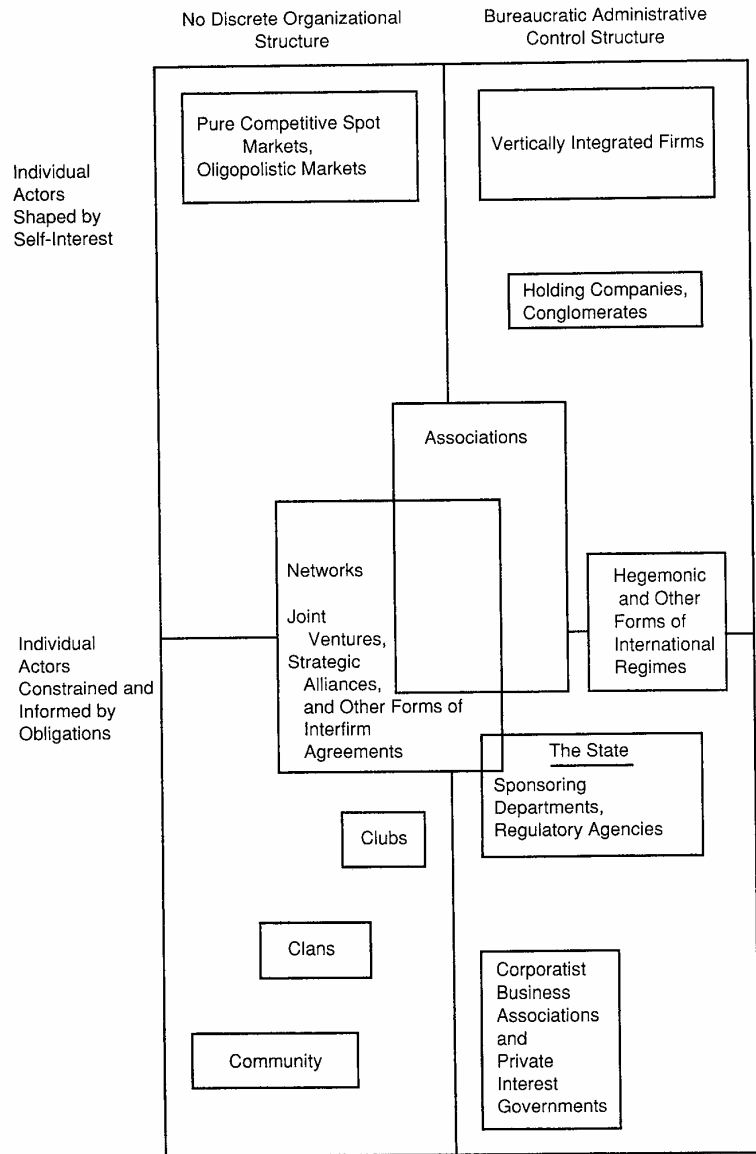 No Discrete Organizational
Structure
Bureaucratic Administrative
Control Structure
Individual
Actors
Shaped by
Self-Interest
Pure Competitive Spot
Markets,
Oligopolistic Markets
Vertically Integrated Firms
Holding Companies,
Conglomerates
Associations
Networks
Joint
Ventures,
Strategic
Alliances,
and Other Forms of
Interfirm
Agreements
Hegemonic
and Other
Forms of
International
Regimes
Individual
Actors
Constrained and
Informed by
Obligations
The State
Sponsoring
Departments,
Regulatory Agencies
Clubs
Clans
Community
Corporatist
Business
Associations
and
Private
Interest
Governments